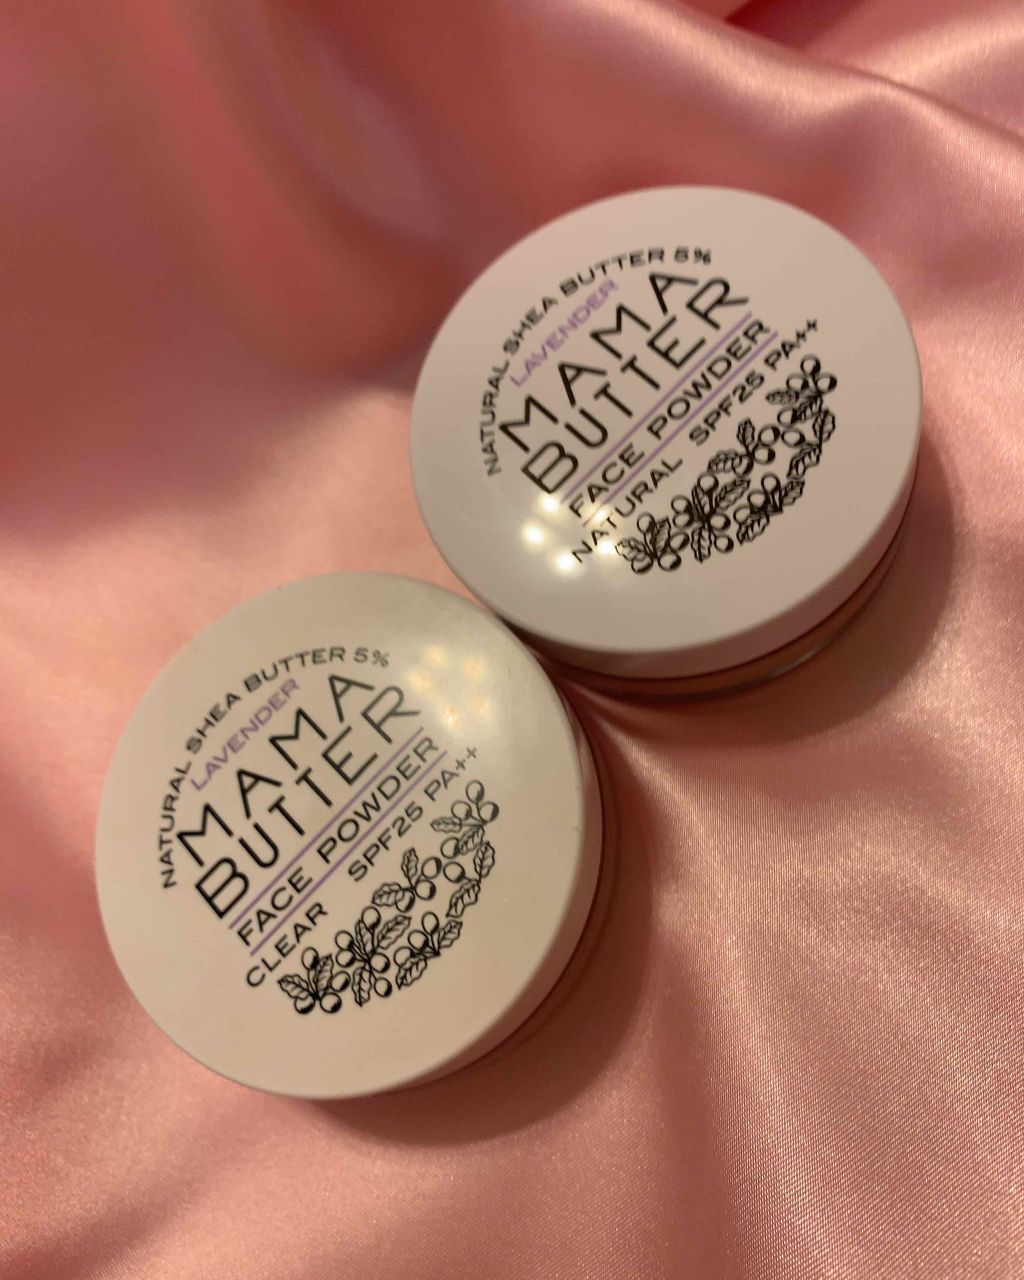 NATURAL SHEA BUTTER 5%
LAVENDER
MAMA
BUTTER
FACE POWDER
NATURAL SPF25 PA++
NATURAL SHEA BUTTER 5%
LAVENDER
MAMA
BUTTER
FACE POWDER
CLEAR SPF25 PA++